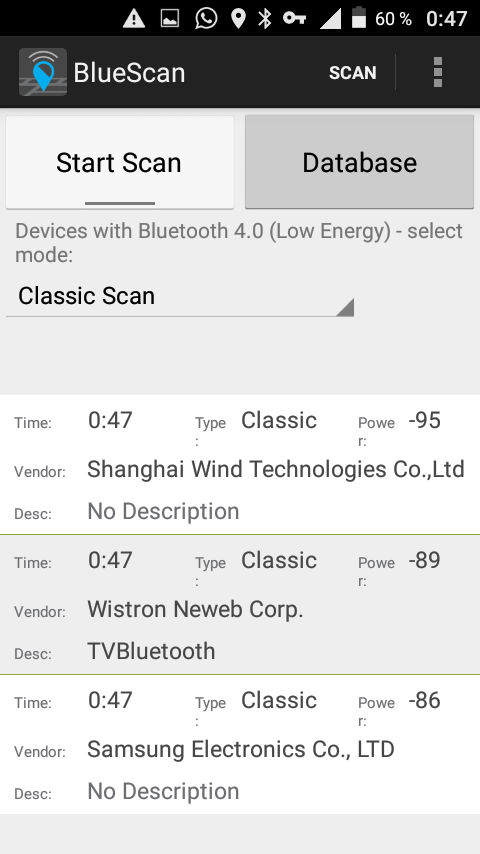 60 % 0:47
BlueScan SCAN
Start Scan Database
Devices with Bluetooth 4.0 (Low Energy) - select
mode:
Classic Scan
Time: 0:47 Type Classic Powe -95
: r:
Vendor: Shanghai Wind Technologies Co.,Ltd
Desc: No Description
Time: 0:47 Type Classic Powe -89
: r:
Vendor: Wistron Neweb Corp.
Desc: TVBluetooth
Time: 0:47 Type Classic Powe -86
: r:
Vendor: Samsung Electronics Co., LTD
Desc: No Description